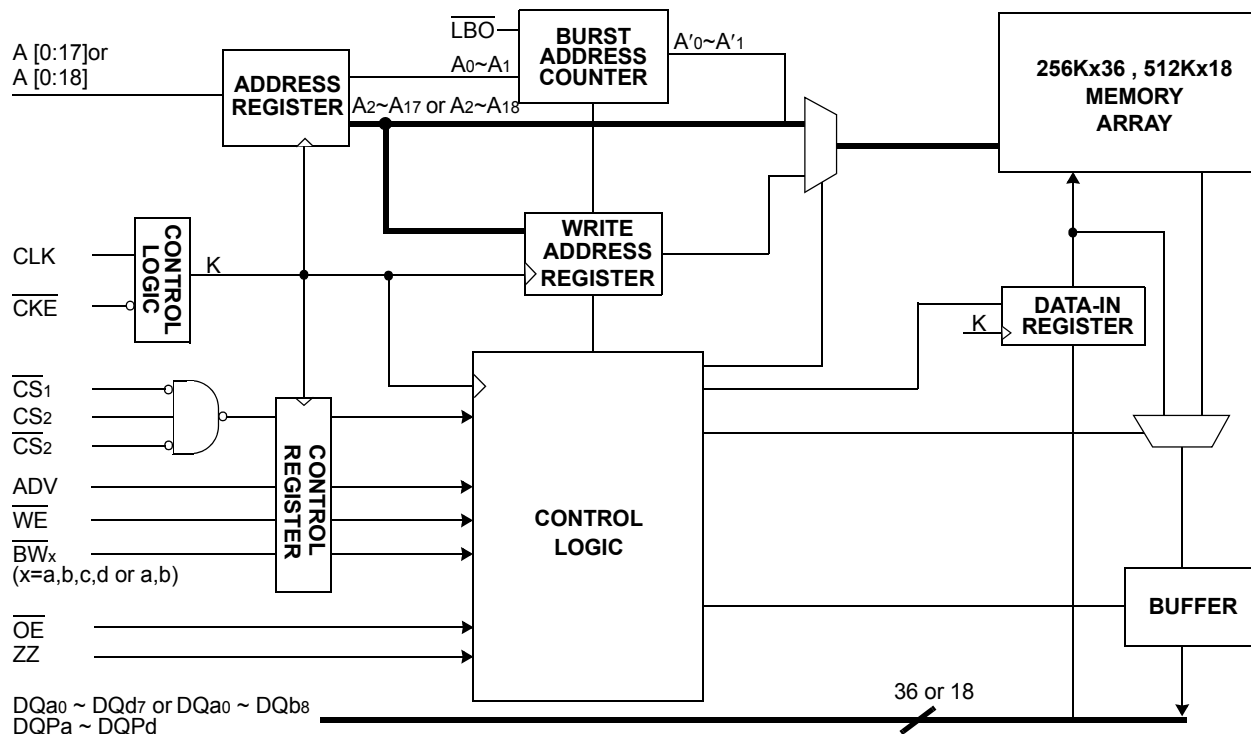 A [0:17]or
A [0:18]
ADDRESS
REGISTER
A0~A1
A2~A17 or A2~A18
LBO
BURST
ADDRESS
COUNTER
A′0~A′1
256Kx36 , 512Kx18
MEMORY
ARRAY
WRITE
ADDRESS
REGISTER
CLK
CKE
CONTROL
LOGIC
K
DATA-IN
REGISTER
K
CS1
CS2
CS2
ADV
WE
BWx
(x=a,b,c,d or a,b)
CONTROL
REGISTER
CONTROL
LOGIC
BUFFER
OE
ZZ
DQa0 ~ DQd7 or DQa0 ~ DQb8
DQPa ~ DQPd
36 or 18